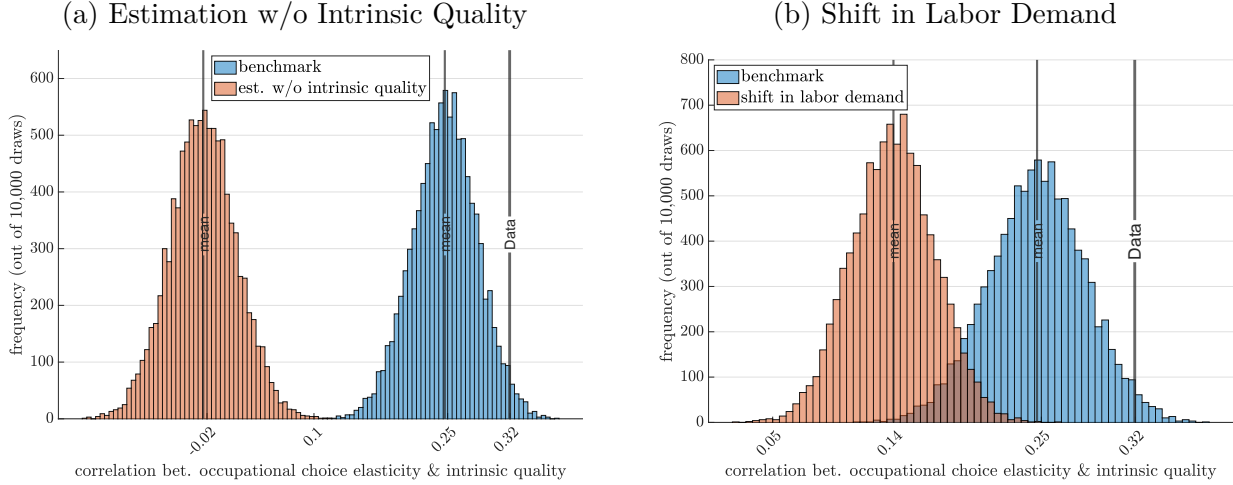 (a) Estimation w/o Intrinsic Quality
benchmark
est. w/o intrinsic quality
frequency (out of 10,000 draws)
600
500
400
300
200
100
0
mean
mean
Data
-0.02
0.1
0.25
0.32
correlation bet. occupational choice elasticity & intrinsic quality
(b) Shift in Labor Demand
benchmark
shift in labor demand
frequency (out of 10,000 draws)
800
700
600
500
400
300
200
100
0
mean
mean
Data
0.05
0.14
0.25
0.32
correlation bet. occupational choice elasticity & intrinsic quality